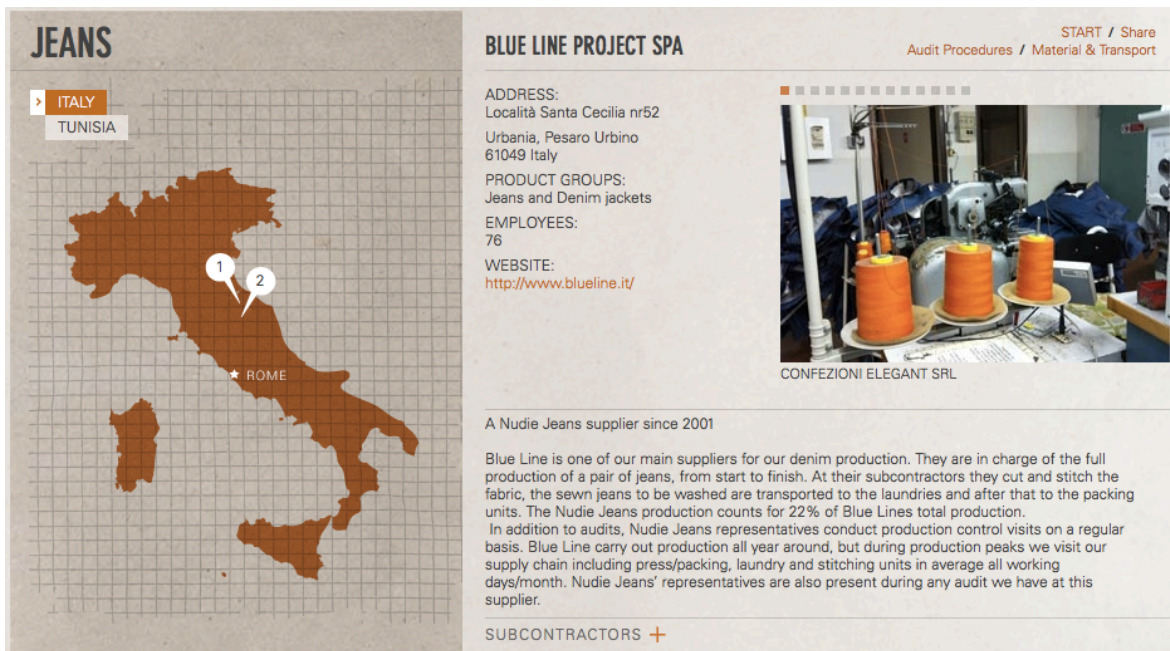 JEANS
ITALY
TUNISIA
1
2
ROME
BLUE LINE PROJECT SPA
START / Share
Audit Procedures / Material & Transport
ADDRESS:
Località Santa Cecilia nr52
Urbania, Pesaro Urbino
61049 Italy
PRODUCT GROUPS:
Jeans and Denim jackets
EMPLOYEES:
76
WEBSITE:
http://www.blueline.it/
CONFEZIONI ELEGANT SRL
A Nudie Jeans supplier since 2001
Blue Line is one of our main suppliers for our denim production. They are in charge of the full
production of a pair of jeans, from start to finish. At their subcontractors they cut and stitch the
fabric, the sewn jeans to be washed are transported to the laundries and after that to the packing
units. The Nudie Jeans production counts for 22% of Blue Lines total production.
In addition to audits, Nudie Jeans representatives conduct production control visits on a regular
basis. Blue Line carry out production all year around, but during production peaks we visit our
supply chain including press/packing, laundry and stitching units in average all working
days/month. Nudie Jeans' representatives are also present during any audit we have at this
supplier.
SUBCONTRACTORS +